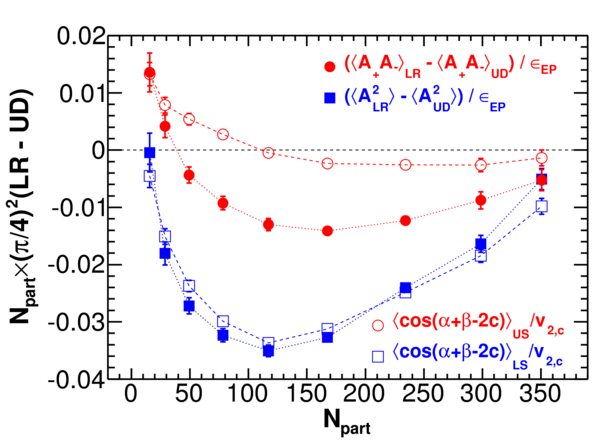 0.02
0.01
0
-0.01
-0.02
-0.03
-0.04
N_part×(π/4)²(LR - UD)
(⟨A₊A₋⟩_LR - ⟨A₊A₋⟩_UD) / ε_EP
(⟨A²_LR⟩ - ⟨A²_UD⟩) / ε_EP
⟨cos(α+β-2c)⟩_US/v_2,c
⟨cos(α+β-2c)⟩_LS/v_2,c
0 50 100 150 200 250 300 350
N_part